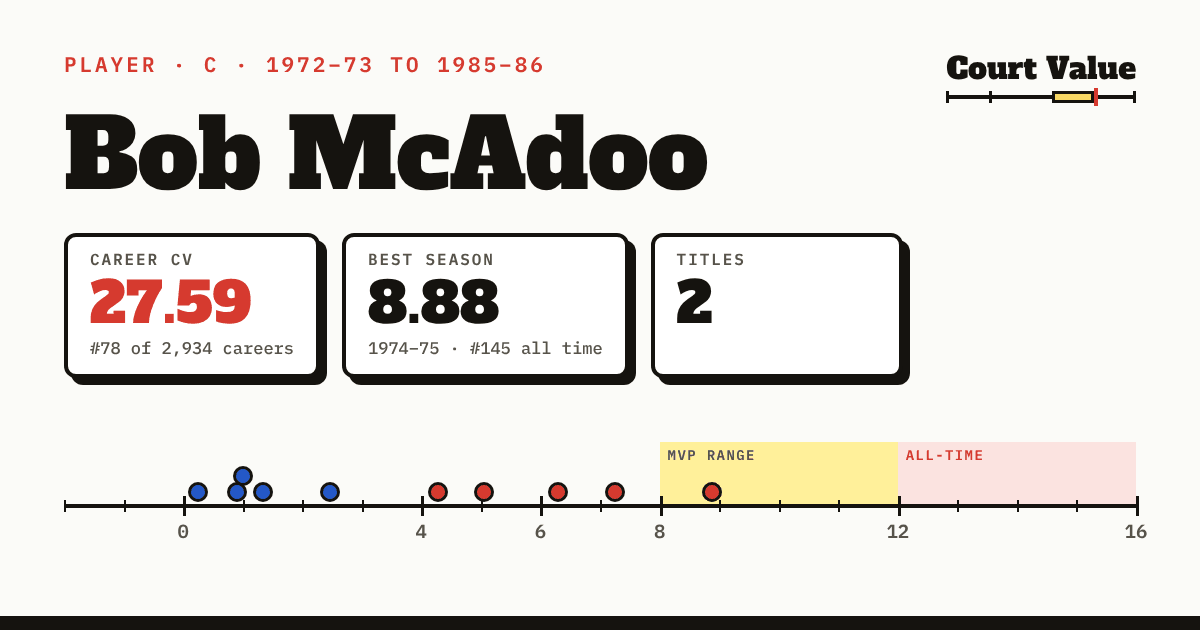 PLAYER · C · 1972–73 TO 1985–86
Court Value
Bob McAdoo
CAREER CV
27.59
#78 of 2,934 careers
BEST SEASON
8.88
1974–75 · #145 all time
TITLES
2
MVP RANGE
ALL-TIME
0 4 6 8 12 16